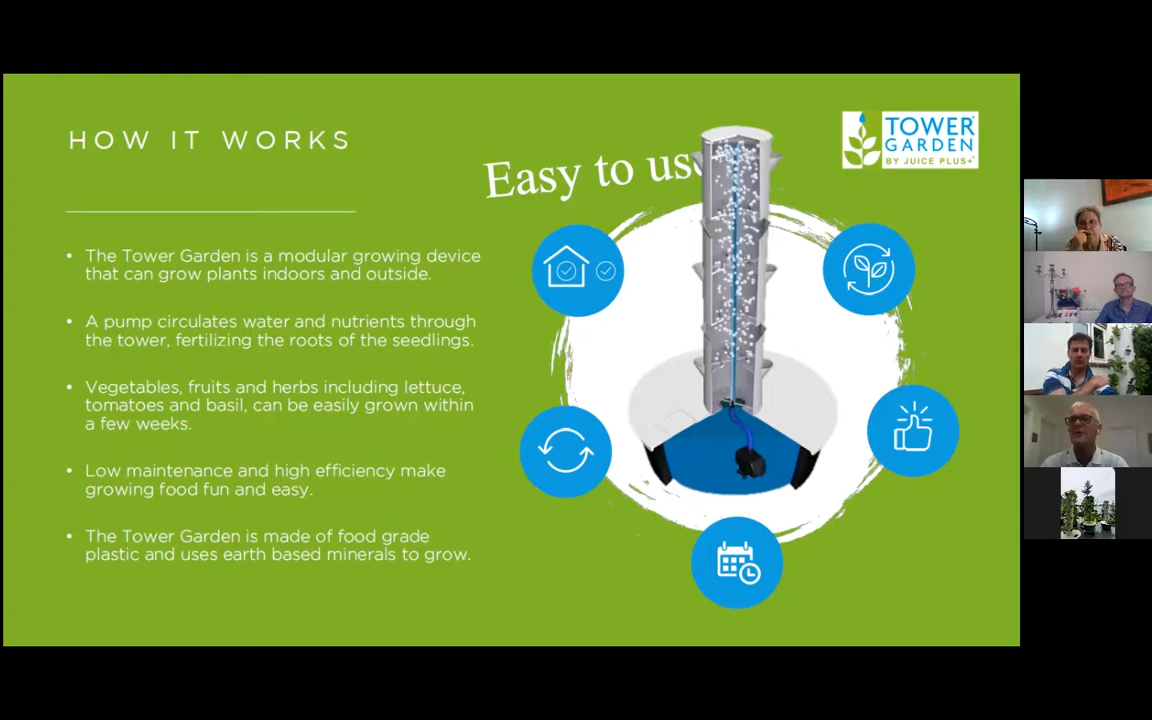 HOW IT WORKS
Easy to use
TOWER
GARDEN
BY JUICE PLUS+
• The Tower Garden is a modular growing device
that can grow plants indoors and outside.
• A pump circulates water and nutrients through
the tower, fertilizing the roots of the seedlings.
• Vegetables, fruits and herbs including lettuce,
tomatoes and basil, can be easily grown within
a few weeks.
• Low maintenance and high efficiency make
growing food fun and easy.
• The Tower Garden is made of food grade
plastic and uses earth based minerals to grow.